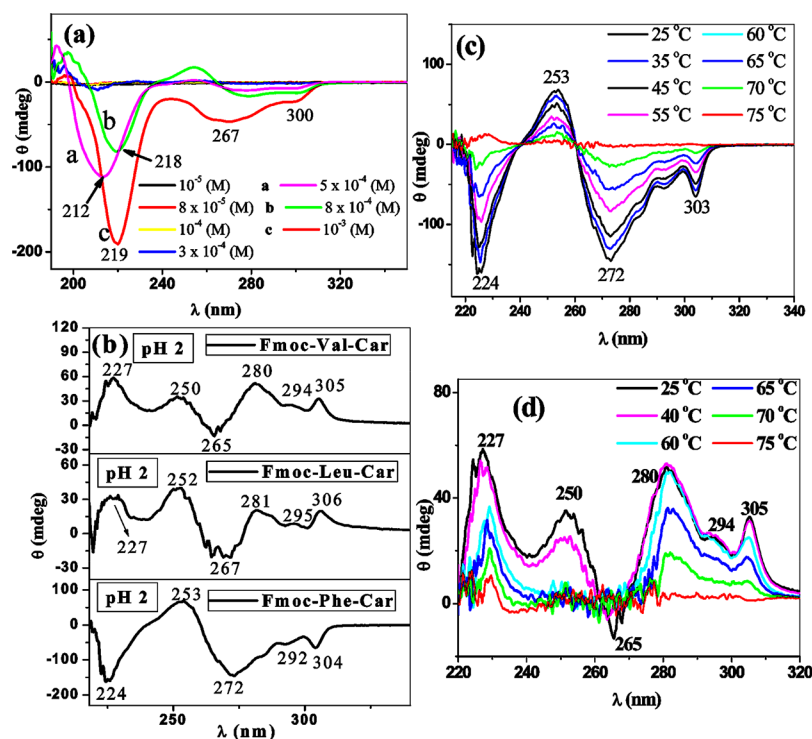 (a)
θ (mdeg)
0
-100
-200
b
a
218
212
c
219
267
300
10⁻⁵ (M)
8 x 10⁻⁵ (M)
10⁻⁴ (M)
3 x 10⁻⁴ (M)
a 5 x 10⁻⁴ (M)
b 8 x 10⁻⁴ (M)
c 10⁻³ (M)
200 240 280 320
λ (nm)
(c)
25 °C 60 °C
35 °C 65 °C
45 °C 70 °C
55 °C 75 °C
θ (mdeg)
100
0
-100
253
224
272
303
220 240 260 280 300 320 340
λ (nm)
(b)
pH 2
Fmoc-Val-Car
120
90
60
30
0
-30
227
250
265
280
294
305
pH 2
Fmoc-Leu-Car
θ (mdeg)
90
60
30
0
-30
227
252
267
281
295
306
pH 2
Fmoc-Phe-Car
100
0
-100
-200
224
253
272
292
304
250 300
λ (nm)
(d)
25 °C 65 °C
40 °C 70 °C
60 °C 75 °C
θ (mdeg)
80
40
0
227
250
265
280
294
305
220 240 260 280 300 320
λ (nm)